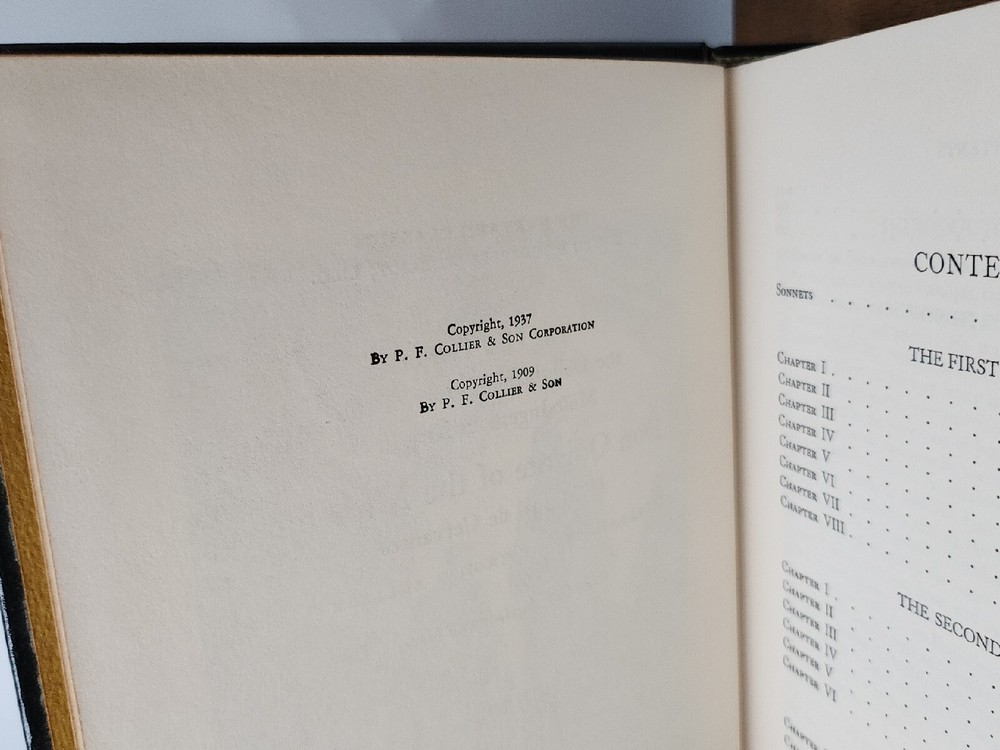 Copyright, 1937
By P. F. Collier & Son Corporation
Copyright, 1909
By P. F. Collier & Son
Sonnets
THE FIRST
Chapter I
Chapter II
Chapter III
Chapter IV
Chapter V
Chapter VI
Chapter VII
Chapter VIII
THE SECOND
Chapter I
Chapter II
Chapter III
Chapter IV
Chapter V
Chapter VI